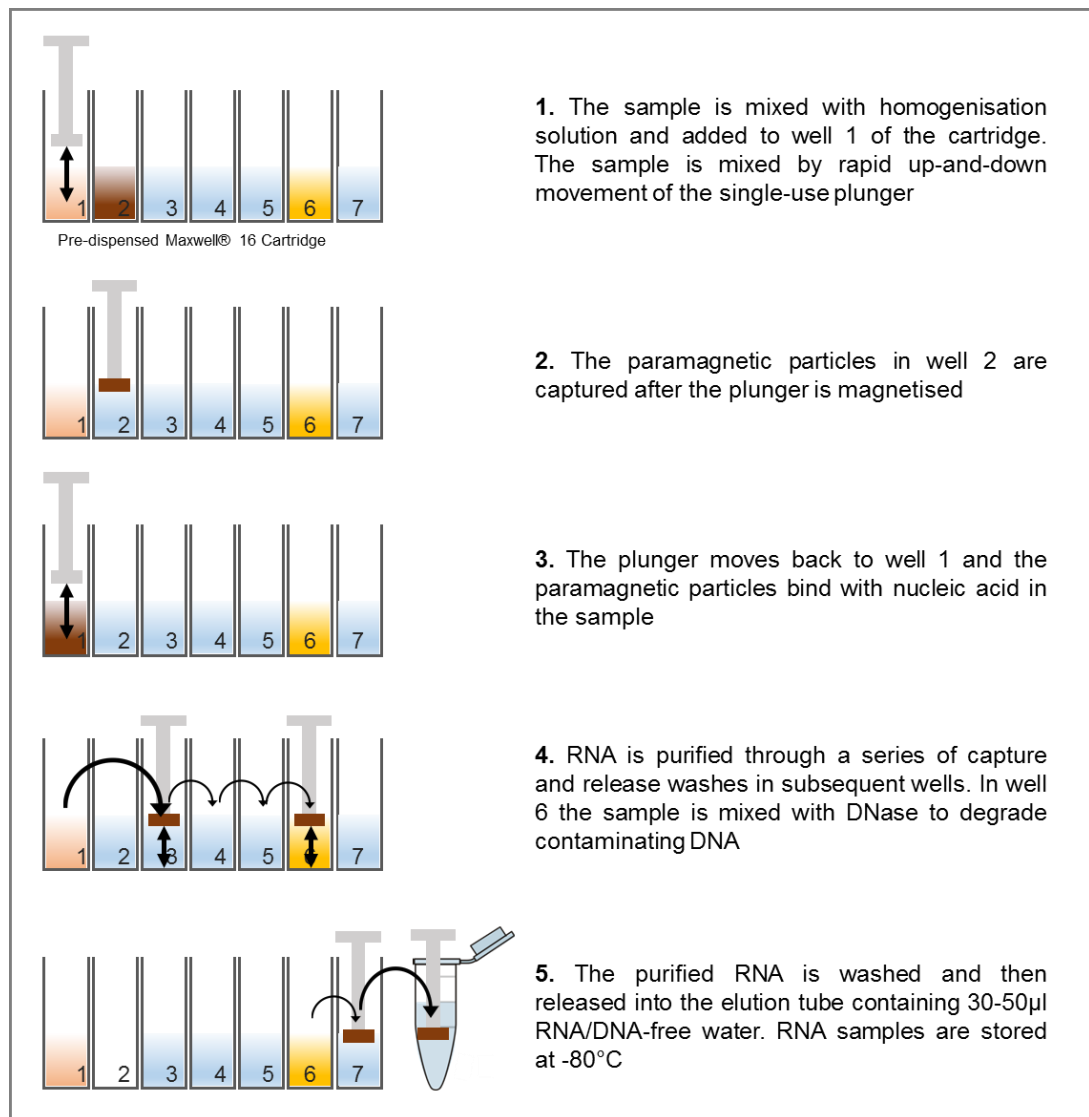 1. The sample is mixed with homogenisation
solution and added to well 1 of the cartridge.
The sample is mixed by rapid up-and-down
movement of the single-use plunger
1 2 3 4 5 6 7
Pre-dispensed Maxwell® 16 Cartridge
2. The paramagnetic particles in well 2 are
captured after the plunger is magnetised
1 2 3 4 5 6 7
3. The plunger moves back to well 1 and the
paramagnetic particles bind with nucleic acid in
the sample
1 2 3 4 5 6 7
4. RNA is purified through a series of capture
and release washes in subsequent wells. In well
6 the sample is mixed with DNase to degrade
contaminating DNA
1 2 3 4 5 6 7
5. The purified RNA is washed and then
released into the elution tube containing 30-50µl
RNA/DNA-free water. RNA samples are stored
at -80°C
1 2 3 4 5 6 7